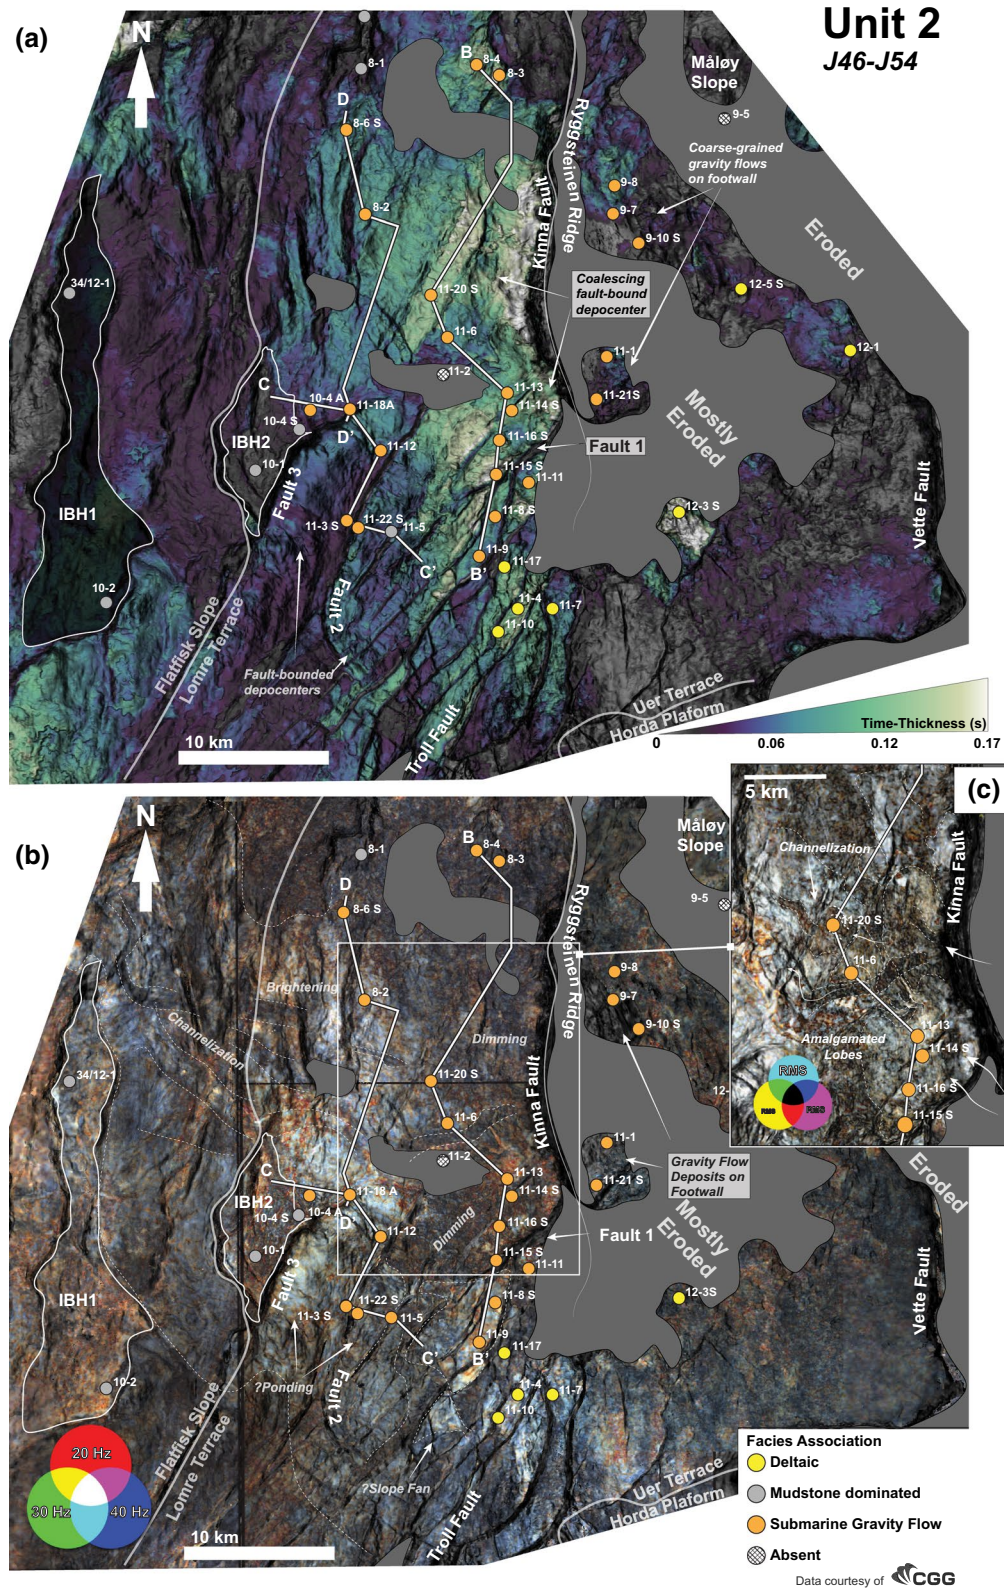 Unit 2
J46-J54
(a)
N
8-1
D
8-6 S
8-2
B
8-4
8-3
Måløy
Slope
9-5
Coarse-grained
gravity flows
on footwall
Ryggsteinen Ridge
Kinna Fault
9-8
9-7
9-10 S
Eroded
12-5 S
12-1
34/12-1
Coalescing
fault-bound
depocenter
11-20 S
11-6
11-2
11-1
11-21S
C
10-4 A
11-18A
10-4 S
D'
IBH2
10-1
Fault 3
11-12
11-13
11-14 S
11-16 S
Fault 1
Mostly
Eroded
11-15 S
11-11
11-3 S
11-22 S
11-5
11-8 S
12-3 S
IBH1
10-2
C'
11-9
B'
11-17
11-4
11-7
11-10
Vette Fault
Fault 2
Flatfisk Slope
Lomre Terrace
Fault-bounded
depocenters
Troll Fault
Uer Terrace
Horda Plaform
10 km
Time-Thickness (s)
0
0.06
0.12
0.17
(b)
N
8-1
D
8-6 S
8-2
B
8-4
8-3
Måløy
Slope
9-5
Ryggsteinen Ridge
Kinna Fault
9-8
9-7
9-10 S
12-
Brightening
Channelization
Dimming
34/12-1
11-20 S
11-6
11-2
11-1
11-21 S
Gravity Flow
Deposits on
Footwall
C
IBH2
10-4 S
10-4 A
11-18 A
D'
10-1
Fault 3
11-12
Dimming
11-13
11-14 S
11-16 S
Fault 1
Mostly
Eroded
Eroded
11-15 S
11-11
11-3 S
11-22 S
11-5
11-8 S
12-3S
IBH1
10-2
C'
11-9
B'
11-17
11-4
11-7
11-10
Vette Fault
?Ponding
Fault 2
?Slope Fan
Flatfisk Slope
Lomre Terrace
Troll Fault
Uer Terrace
Horda Plaform
20 Hz
30 Hz
40 Hz
10 km
(c)
5 km
Channelization
Kinna Fault
11-20 S
11-6
11-13
11-14 S
Amalgamated
Lobes
11-16 S
11-15 S
RMS
RMS
RMS
Facies Association
Deltaic
Mudstone dominated
Submarine Gravity Flow
Absent
Data courtesy of CGG